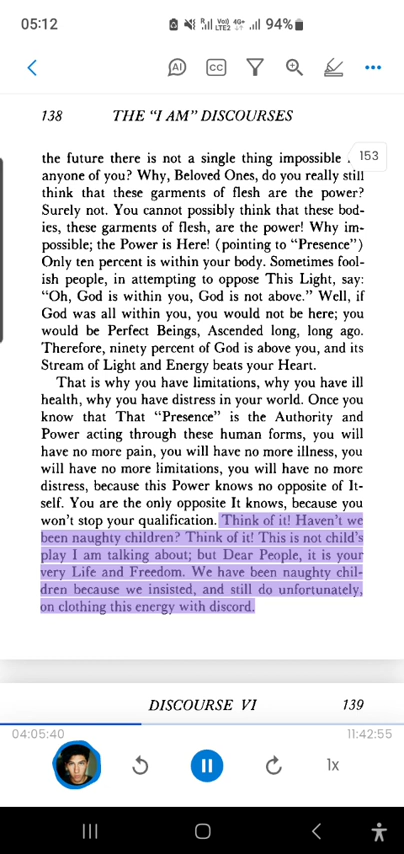 05:12
94%
AI
CC
138 THE “I AM” DISCOURSES
153
the future there is not a single thing impossible
anyone of you? Why, Beloved Ones, do you really still
think that these garments of flesh are the power?
Surely not. You cannot possibly think that these bod-
ies, these garments of flesh, are the power! Why im-
possible; the Power is Here! (pointing to “Presence”)
Only ten percent is within your body. Sometimes fool-
ish people, in attempting to oppose This Light, say:
“Oh, God is within you, God is not above.” Well, if
God was all within you, you would not be here; you
would be Perfect Beings, Ascended long, long ago.
Therefore, ninety percent of God is above you, and its
Stream of Light and Energy beats your Heart.
That is why you have limitations, why you have ill
health, why you have distress in your world. Once you
know that That “Presence” is the Authority and
Power acting through these human forms, you will
have no more pain, you will have no more illness, you
will have no more limitations, you will have no more
distress, because this Power knows no opposite of It-
self. You are the only opposite It knows, because you
won’t stop your qualification. Think of it! Haven’t we
been naughty children? Think of it! This is not child’s
play I am talking about; but Dear People, it is your
very Life and Freedom. We have been naughty chil-
dren because we insisted, and still do unfortunately,
on clothing this energy with discord.
DISCOURSE VI 139
04:05:40 11:42:55
1x